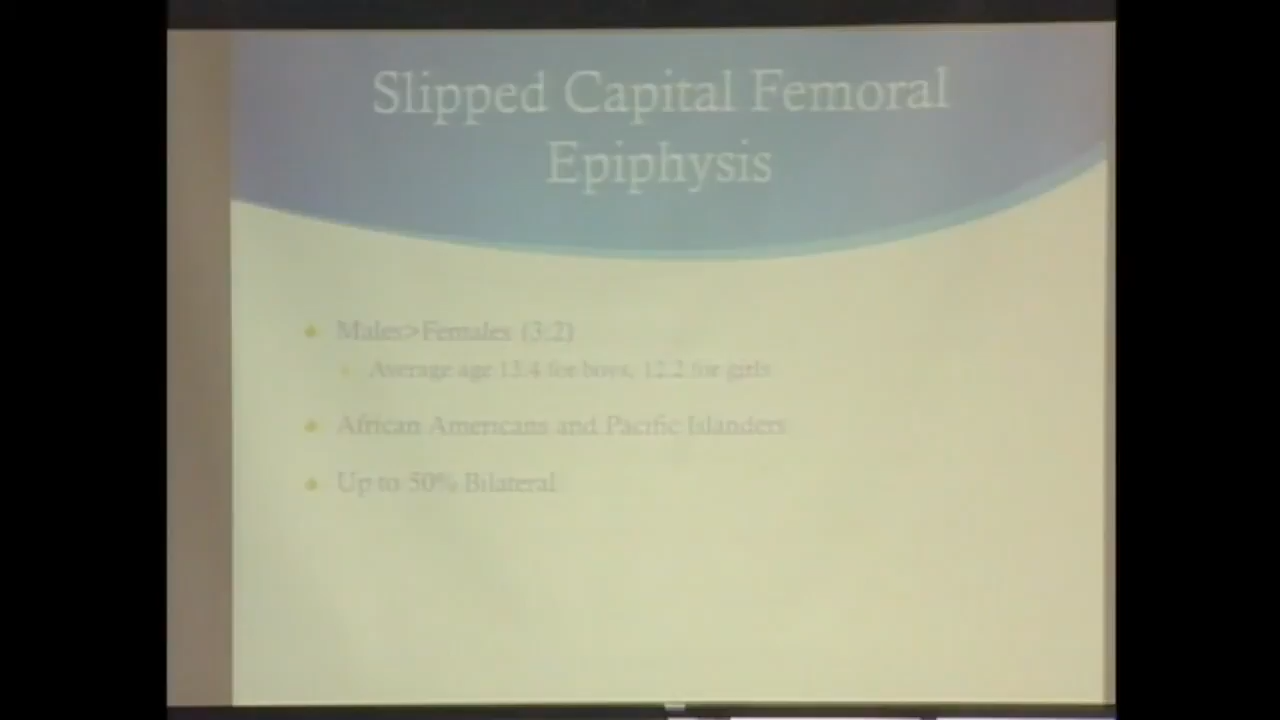 Slipped Capital Femoral
Epiphysis
Males>Females (3:2)
Average age 13.4 for boys, 12.2 for girls
African Americans and Pacific Islanders
Up to 50% Bilateral